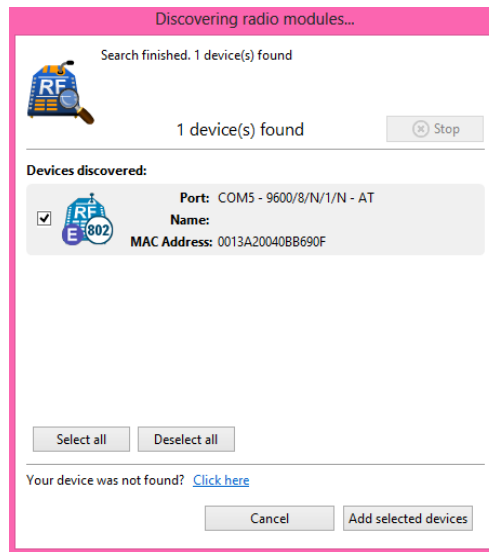 Discovering radio modules...
Search finished. 1 device(s) found
RF
1 device(s) found
Stop
Devices discovered:
Port: COM5 - 9600/8/N/1/N - AT
RF
E 802
Name:
MAC Address: 0013A20040BB690F
Select all Deselect all
Your device was not found? Click here
Cancel Add selected devices